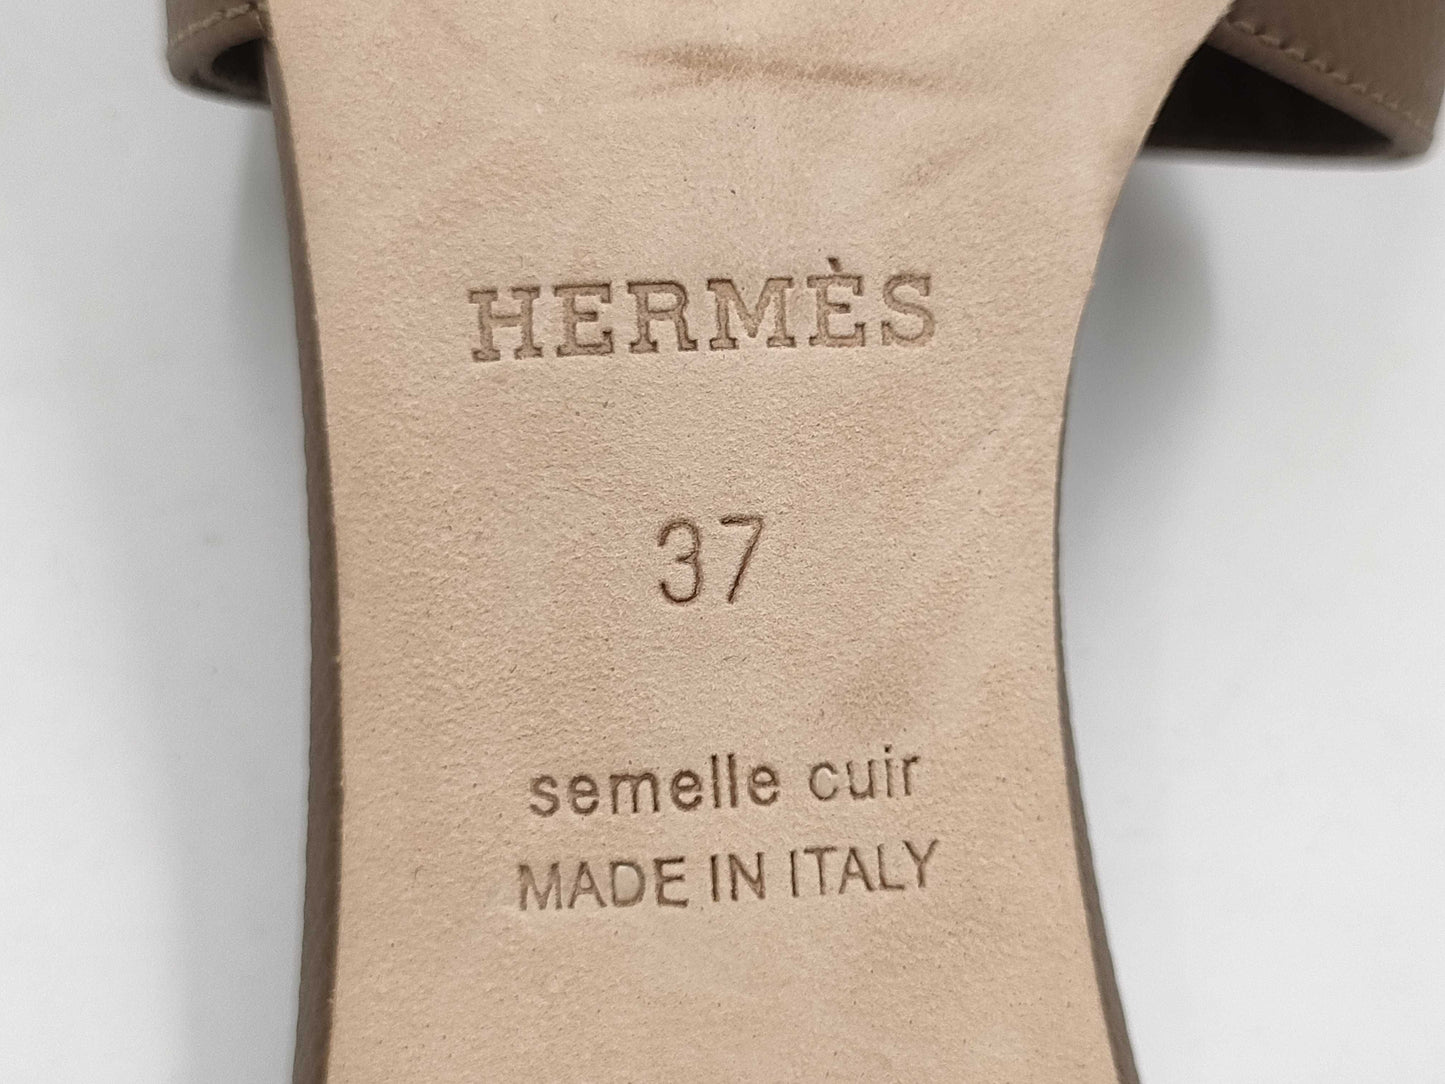 HERMÈS
37
semelle cuir
MADE IN ITALY